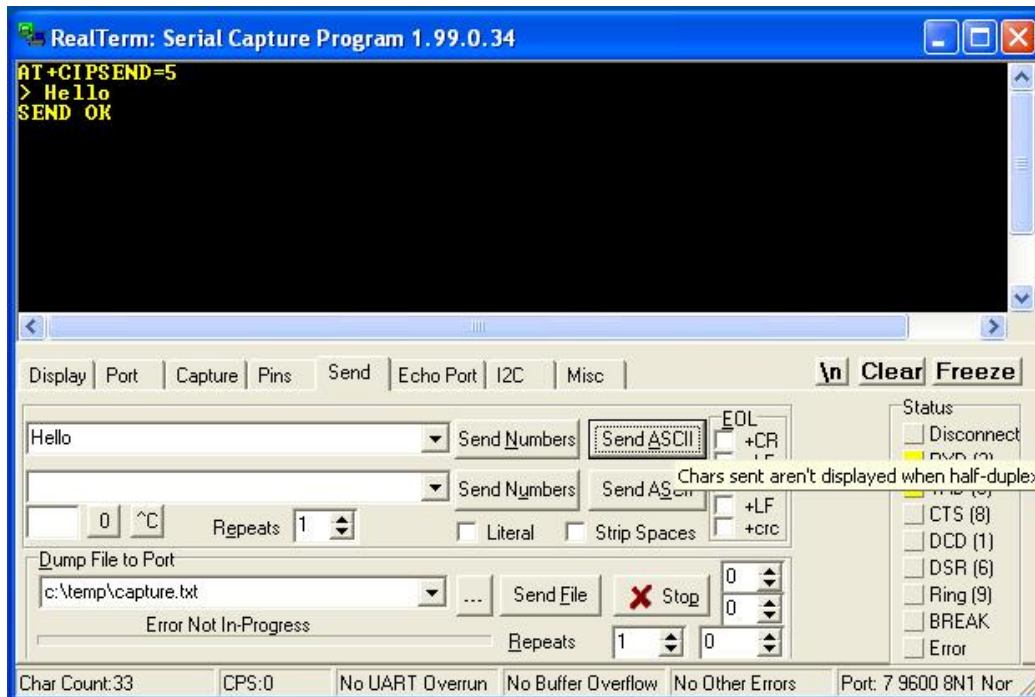 RealTerm: Serial Capture Program 1.99.0.34
AT+CIPSEND=5
> Hello
SEND OK
Display Port Capture Pins Send Echo Port I2C Misc \n Clear Freeze
Hello Send Numbers Send ASCII EOL +CR
Send Numbers +LF
0 ^C Repeats 1 Literal Strip Spaces +crc
Chars sent aren't displayed when half-duplex
Dump File to Port
c:\temp\capture.txt ... Send File Stop 0
0
Error Not In-Progress
Repeats 1 0
Status
Disconnect
CTS (8)
DCD (1)
DSR (6)
Ring (9)
BREAK
Error
Char Count:33 CPS:0 No UART Overrun No Buffer Overflow No Other Errors Port: 7 9600 8N1 Nor